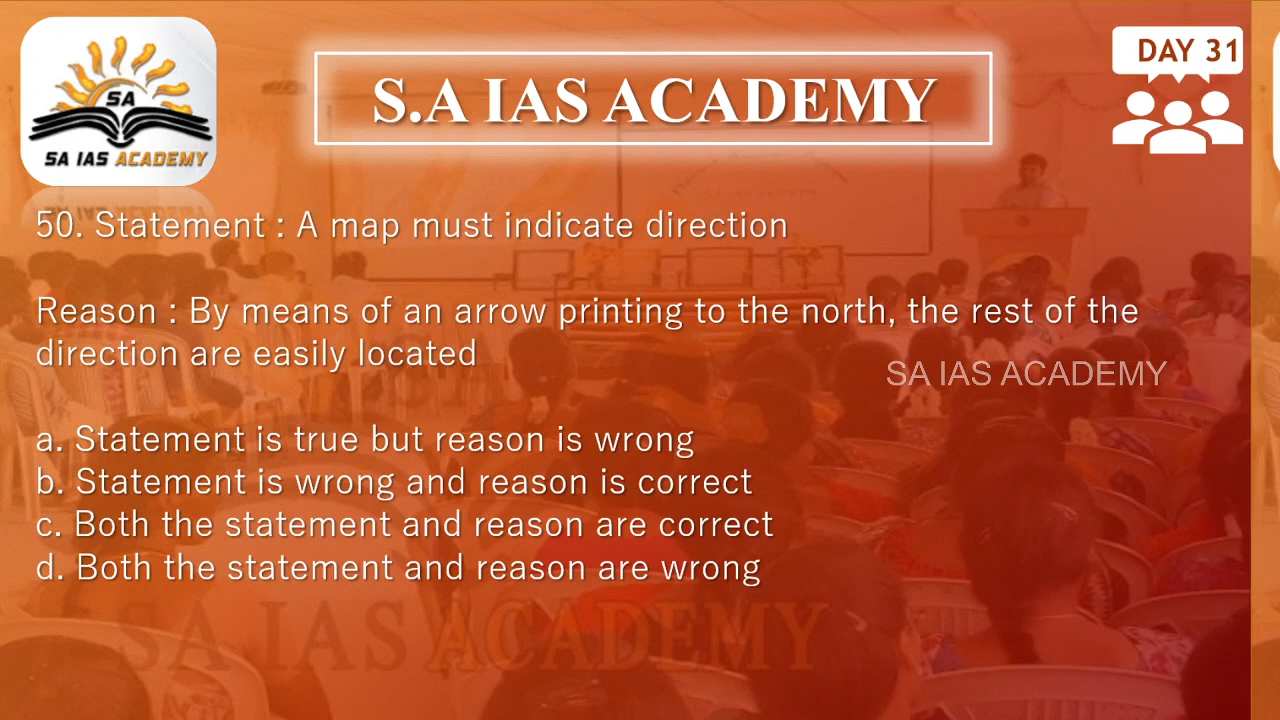 SA
SA IAS ACADEMY
S.A IAS ACADEMY
DAY 31
50. Statement : A map must indicate direction
Reason : By means of an arrow printing to the north, the rest of the
direction are easily located
SA IAS ACADEMY
a. Statement is true but reason is wrong
b. Statement is wrong and reason is correct
c. Both the statement and reason are correct
d. Both the statement and reason are wrong
SA IAS ACADEMY